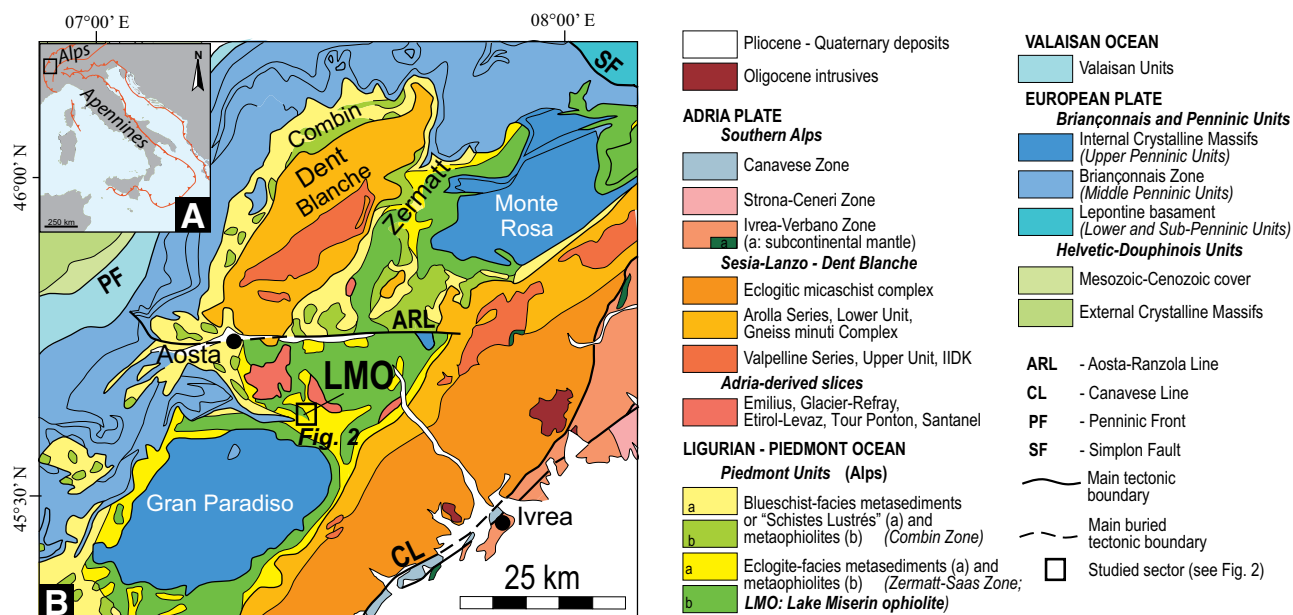 07°00’ E
08°00’ E
46°00’ N
45°30’ N
Alps
N
Apennines
250 km
A
SF
Combin
Dent
Blanche
Zermatt
Monte
Rosa
PF
ARL
Aosta
LMO
Fig. 2
Gran Paradiso
Ivrea
CL
25 km
B
Pliocene - Quaternary deposits
Oligocene intrusives
ADRIA PLATE
Southern Alps
Canavese Zone
Strona-Ceneri Zone
Ivrea-Verbano Zone
a
(a: subcontinental mantle)
Sesia-Lanzo - Dent Blanche
Eclogitic micaschist complex
Arolla Series, Lower Unit,
Gneiss minuti Complex
Valpelline Series, Upper Unit, IIDK
Adria-derived slices
Emilius, Glacier-Refray,
Etirol-Levaz, Tour Ponton, Santanel
LIGURIAN - PIEDMONT OCEAN
Piedmont Units (Alps)
a
Blueschist-facies metasediments
or “Schistes Lustrés” (a) and
b
metaophiolites (b) (Combin Zone)
a
Eclogite-facies metasediments (a) and
metaophiolites (b) (Zermatt-Saas Zone;
b
LMO: Lake Miserin ophiolite)
VALAISAN OCEAN
Valaisan Units
EUROPEAN PLATE
Briançonnais and Penninic Units
Internal Crystalline Massifs
(Upper Penninic Units)
Briançonnais Zone
(Middle Penninic Units)
Lepontine basament
(Lower and Sub-Penninic Units)
Helvetic-Douphinois Units
Mesozoic-Cenozoic cover
External Crystalline Massifs
ARL - Aosta-Ranzola Line
CL - Canavese Line
PF - Penninic Front
SF - Simplon Fault
Main tectonic
boundary
Main buried
tectonic boundary
Studied sector (see Fig. 2)